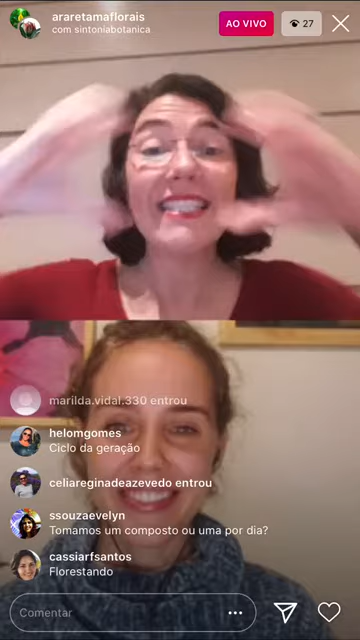 araretamaflorais
com sintoniabotanica
AO VIVO
27
marilda.vidal.330 entrou
helomgomes
Ciclo da geração
celiareginadeazevedo entrou
ssouzaevelyn
Tomamos um composto ou uma por dia?
cassiarfsantos
Florestando
Comentar